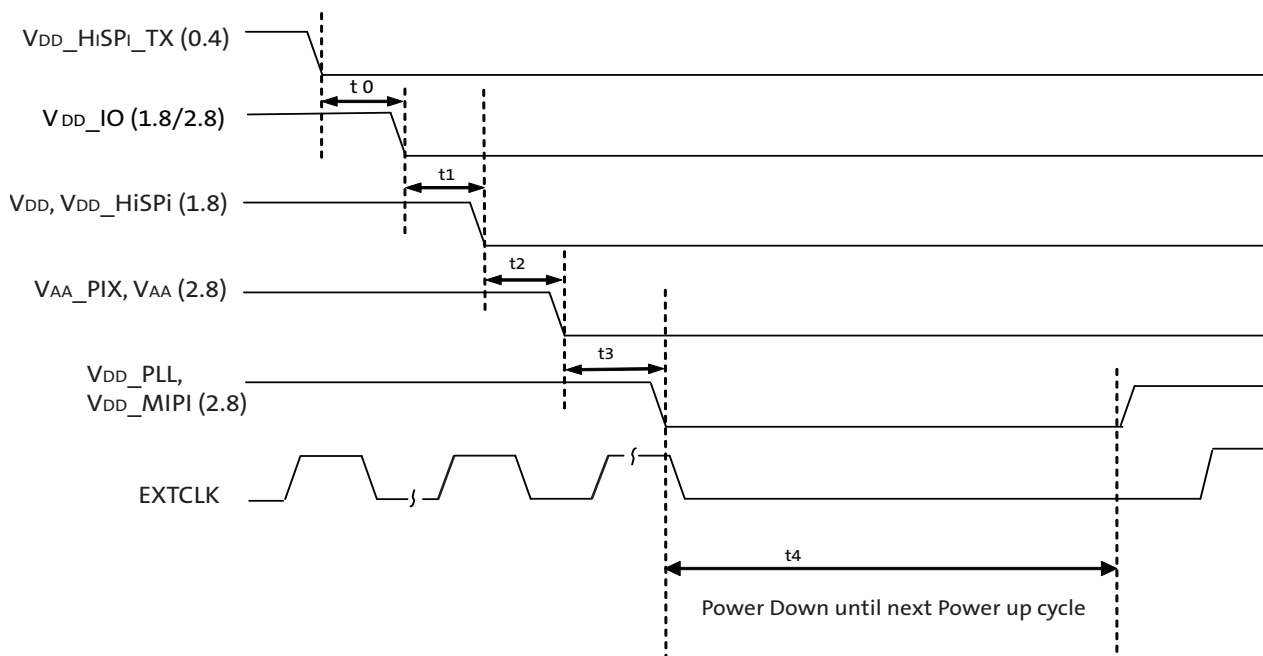 VDD_HiSPi_TX (0.4)
t 0
VDD_IO (1.8/2.8)
t1
VDD, VDD_HiSPi (1.8)
t2
VAA_PIX, VAA (2.8)
t3
VDD_PLL,
VDD_MIPI (2.8)
EXTCLK
t4
Power Down until next Power up cycle